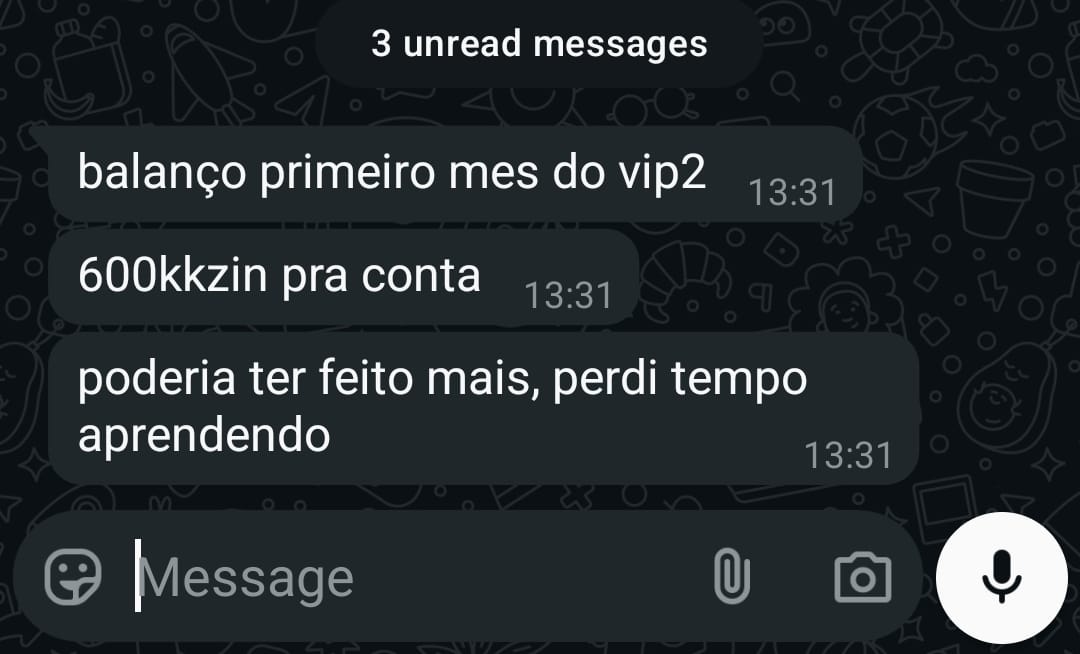 3 unread messages
balanço primeiro mes do vip2 13:31
600kkzin pra conta 13:31
poderia ter feito mais, perdi tempo
aprendendo 13:31
Message